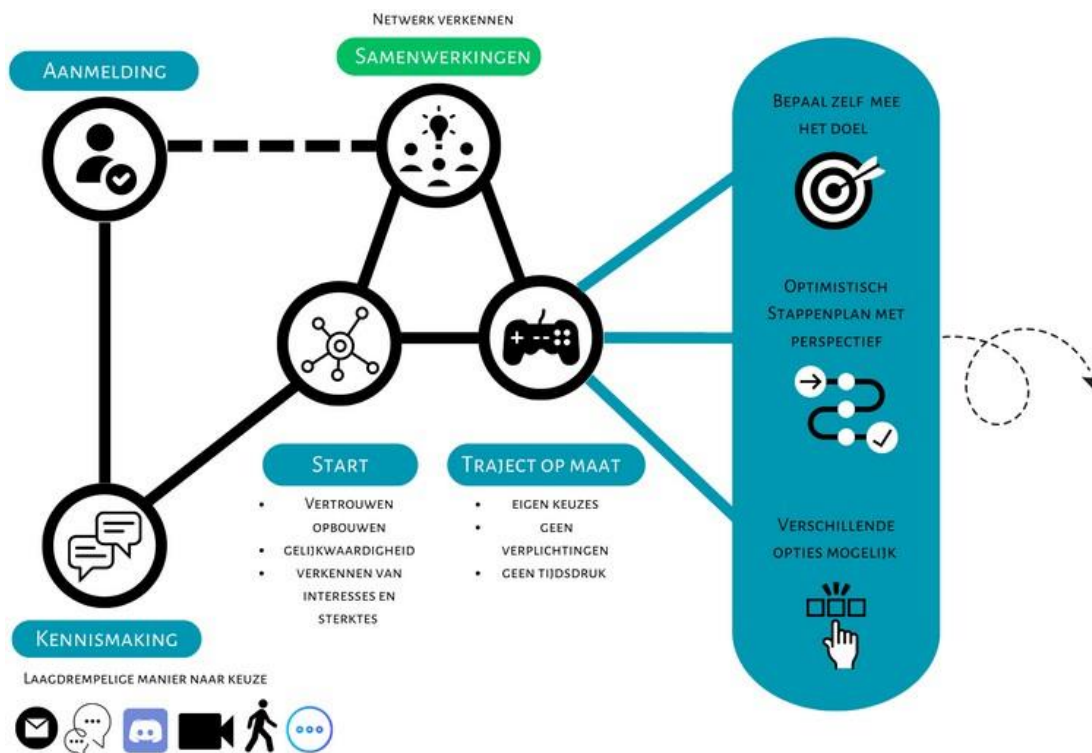 Netwerk verkennen
Samenwerkingen
Aanmelding
Bepaal zelf mee
het doel
Optimistisch
Stappenplan met
perspectief
Start
• Vertrouwen
opbouwen
• gelijkwaardigheid
• verkennen van
interesses en
sterktes
Traject op maat
• eigen keuzes
• geen
verplichtingen
• geen tijdsdruk
Verschillende
opties mogelijk
Kennismaking
Laagdrempelige manier naar keuze